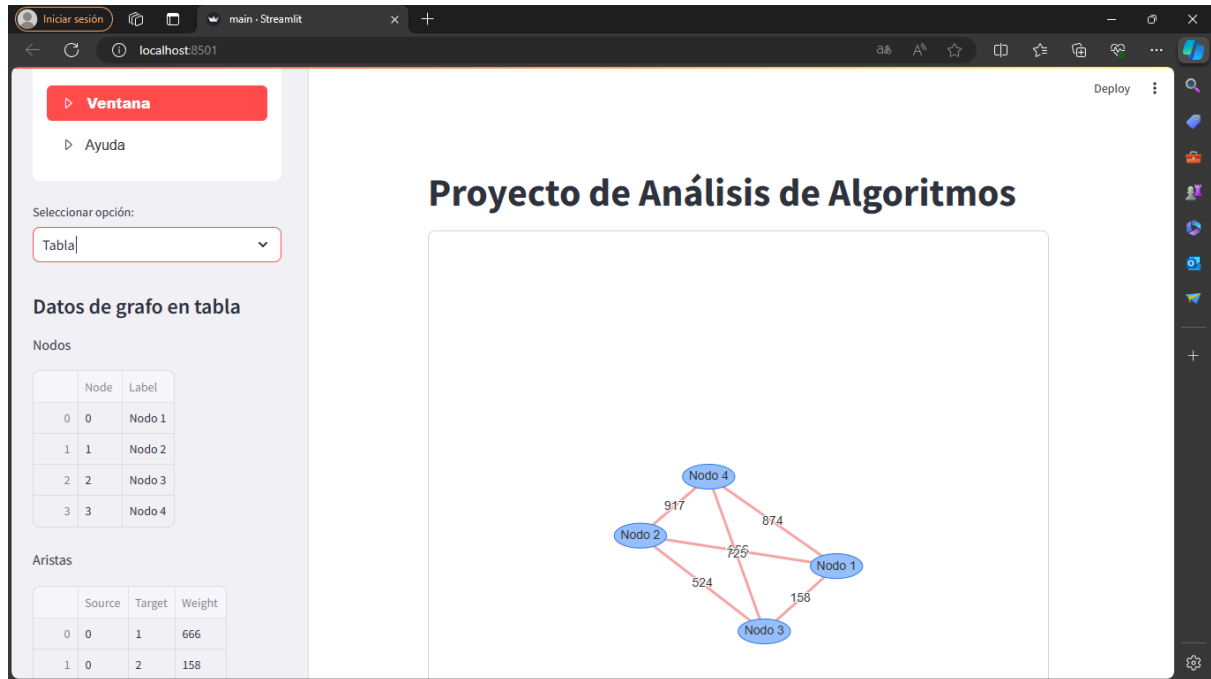 Iniciar sesión
main · Streamlit
localhost:8501
Deploy
Ventana
Ayuda
Seleccionar opción:
Tabla
Datos de grafo en tabla
Nodos
Node Label
0 0 Nodo 1
1 1 Nodo 2
2 2 Nodo 3
3 3 Nodo 4
Aristas
Source Target Weight
0 0 1 666
1 0 2 158
Proyecto de Análisis de Algoritmos
Nodo 4
917
874
Nodo 2
725
Nodo 1
524
158
Nodo 3